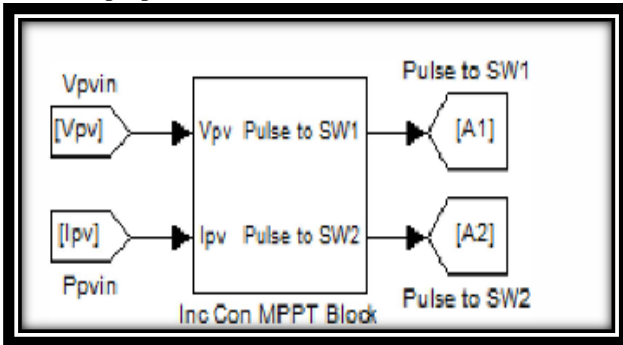 Vpvin
[Vpv]
[Ipv]
Ppvin
Vpv Pulse to SW1
Ipv Pulse to SW2
Inc Con MPPT Block
Pulse to SW1
[A1]
[A2]
Pulse to SW2